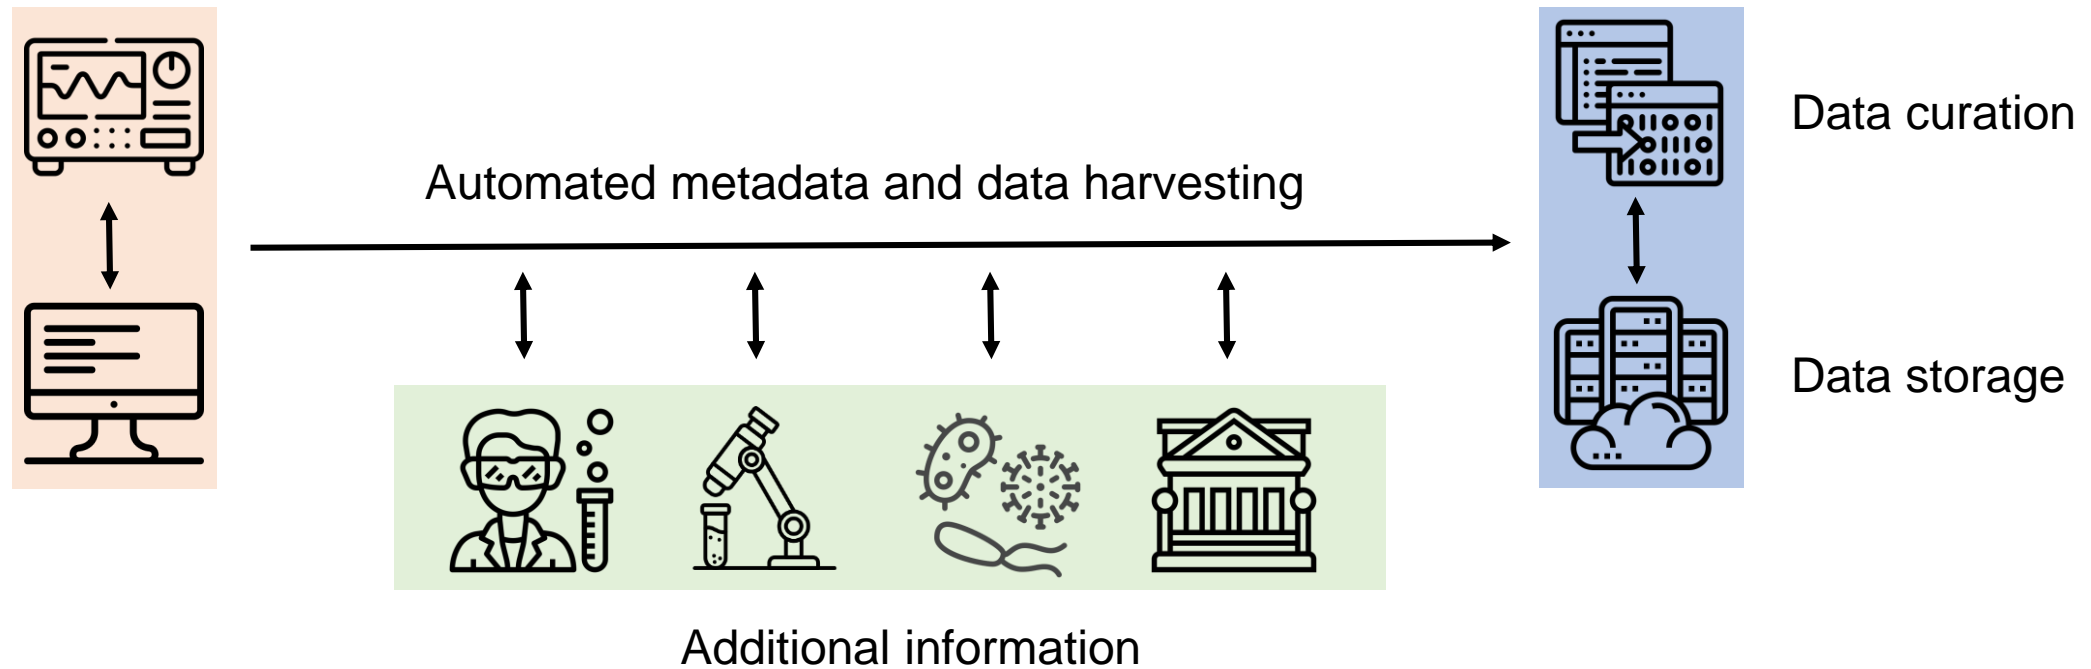 Data curation
Automated metadata and data harvesting
Data storage
Additional information